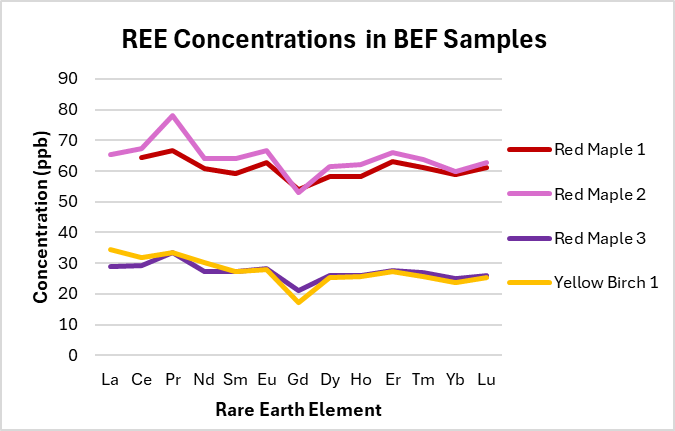 REE Concentrations in BEF Samples
Concentration (ppb)
90
80
70
60
50
40
30
20
10
0
La Ce Pr Nd Sm Eu Gd Dy Ho Er Tm Yb Lu
Rare Earth Element
Red Maple 1
Red Maple 2
Red Maple 3
Yellow Birch 1